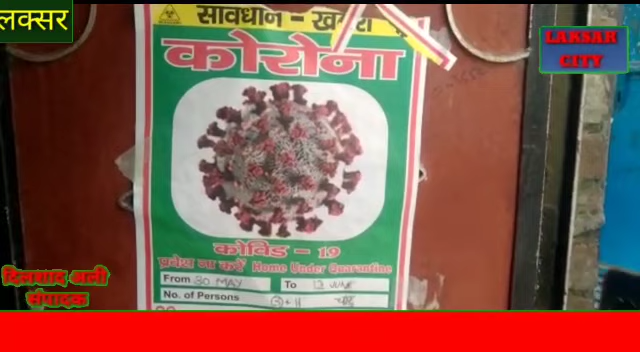 लक्सर
सावधान - खतरा
LAKSAR
CITY
कोरोना
कोविड - 19
प्रवेश ना करें Home Under Quarantine
From 30 MAY To 13 JUNE
No. of Persons
दिलशाद अली
संपादक